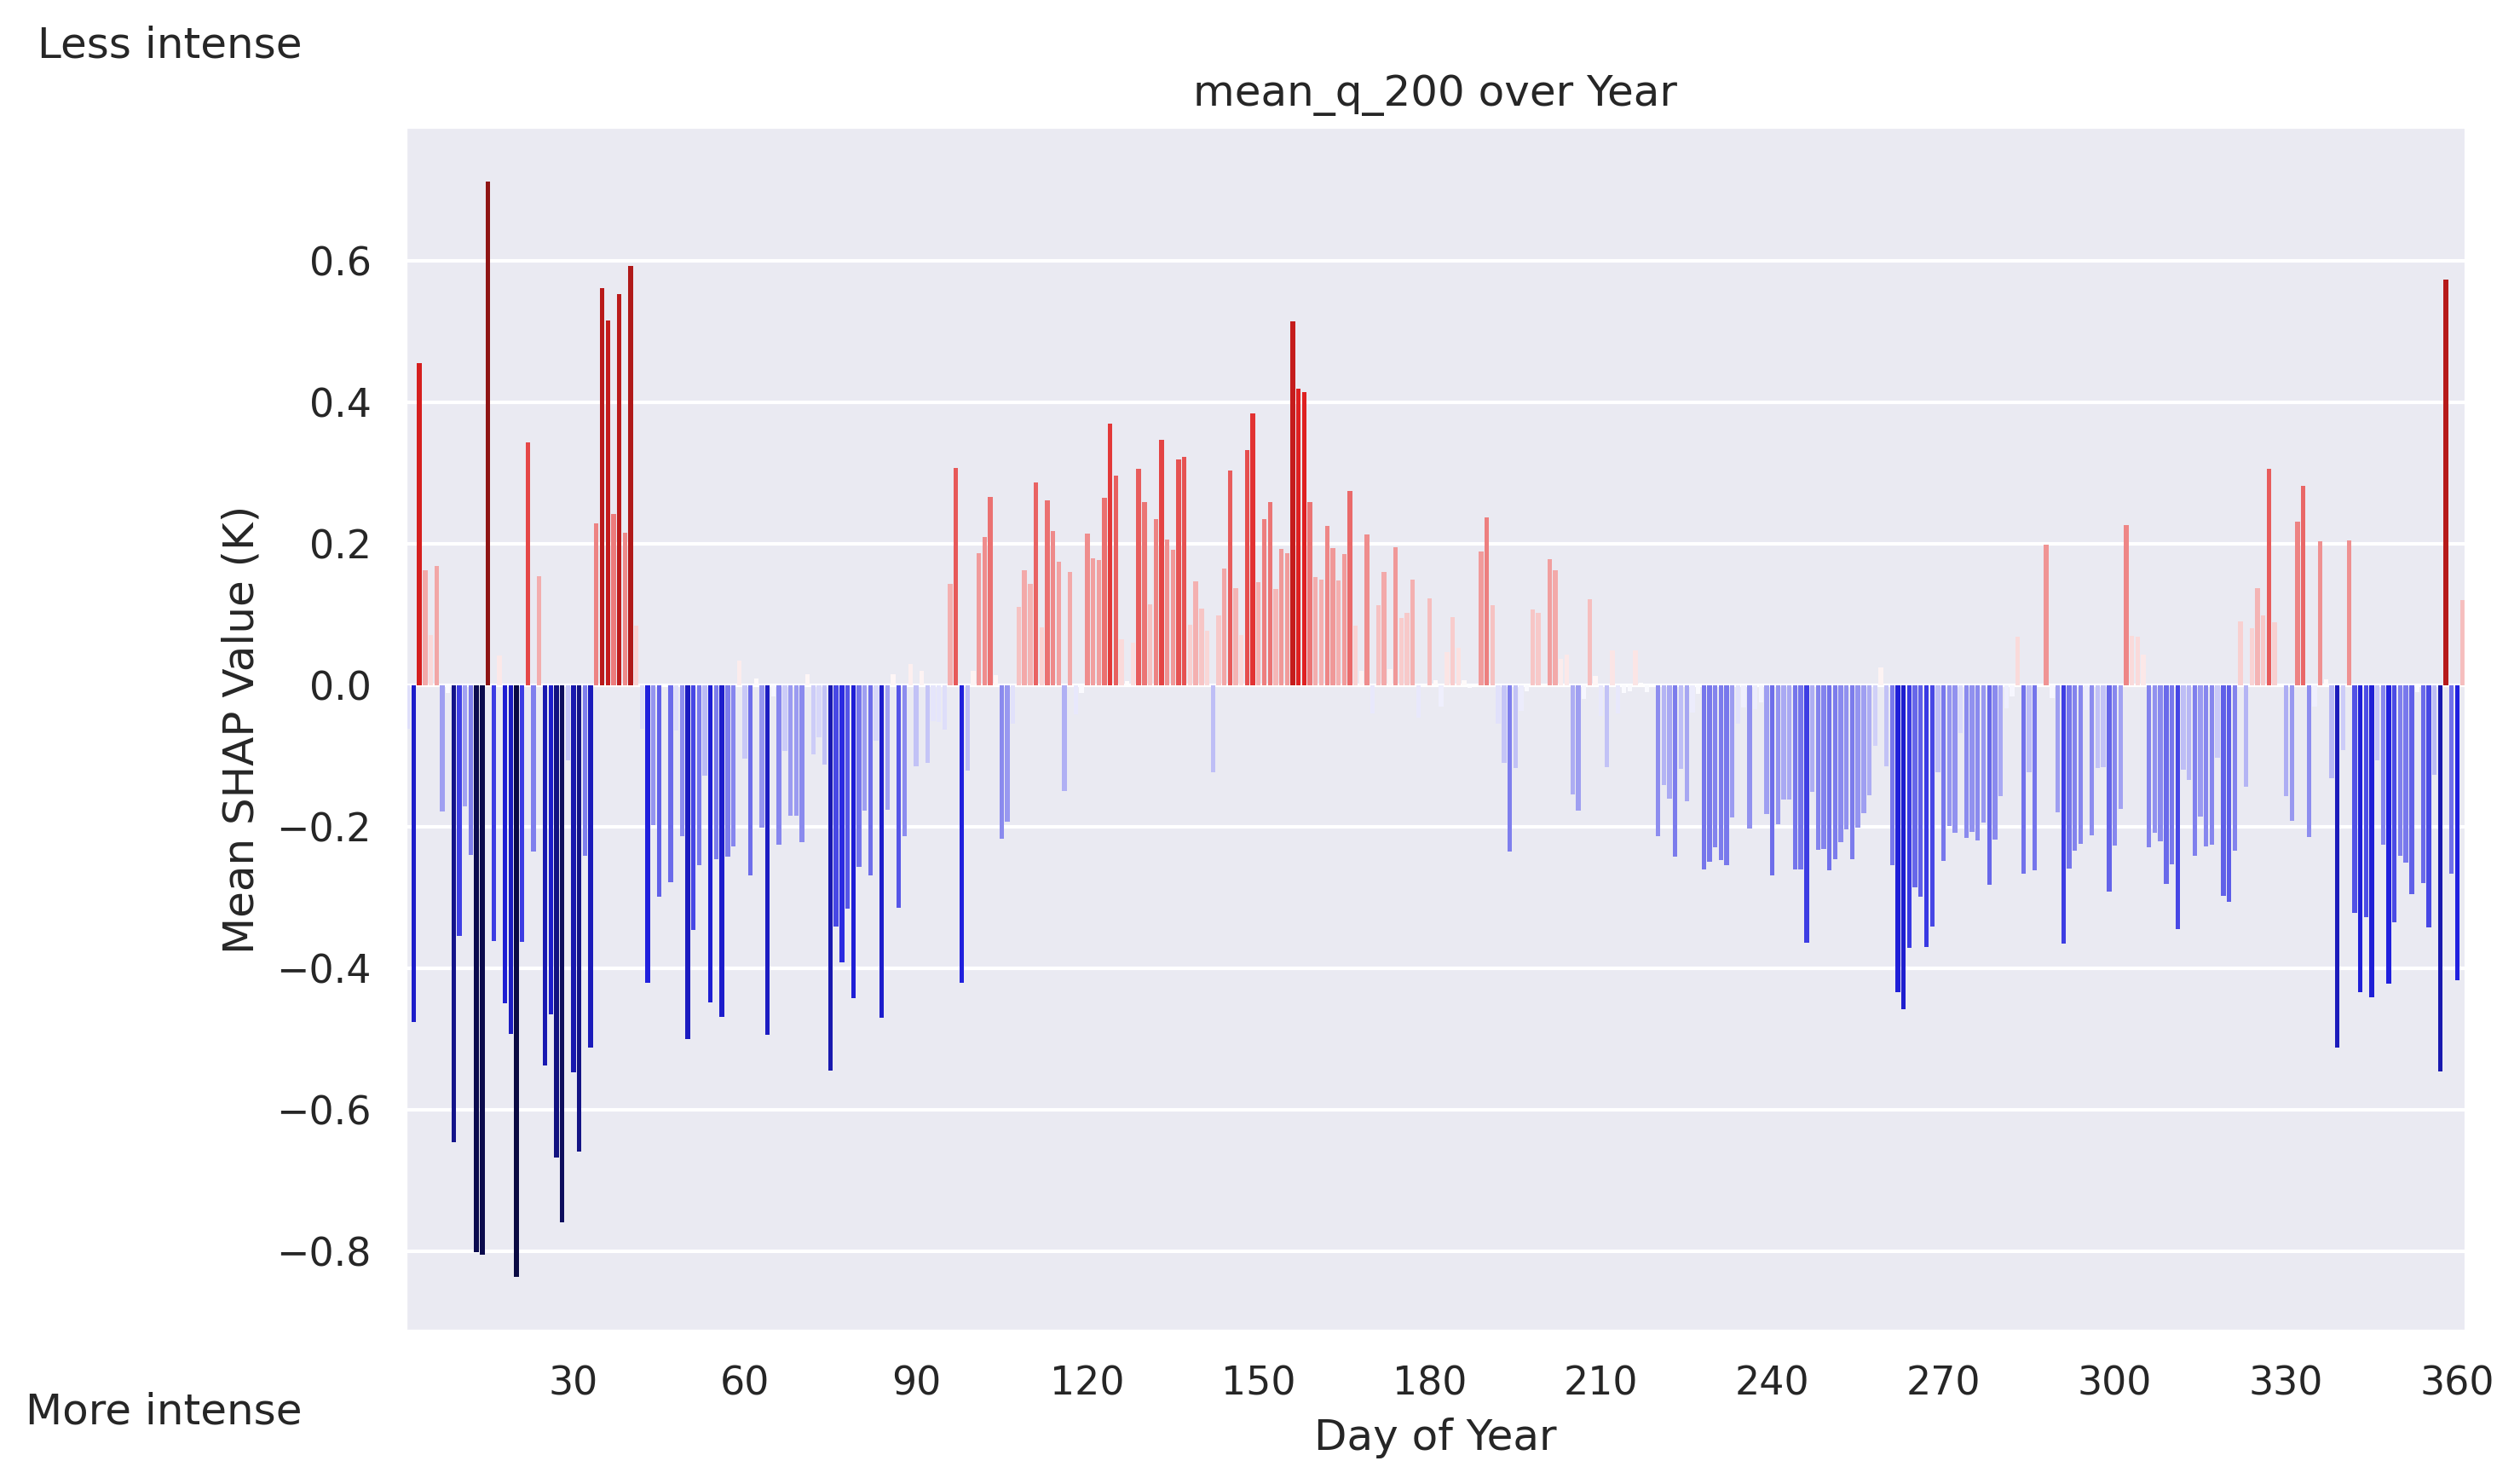 Less intense
mean_q_200 over Year
0.6
0.4
0.2
0.0
−0.2
−0.4
−0.6
−0.8
Mean SHAP Value (K)
30 60 90 120 150 180 210 240 270 300 330 360
More intense
Day of Year